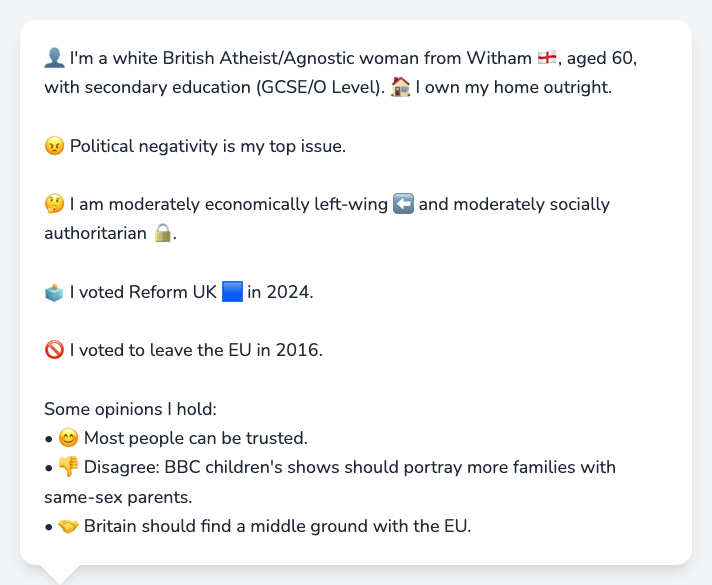 👤 I'm a white British Atheist/Agnostic woman from Witham 🏴󠁧󠁢󠁥󠁮󠁧󠁿, aged 60,
with secondary education (GCSE/O Level). 🏠 I own my home outright.
😠 Political negativity is my top issue.
🤔 I am moderately economically left-wing ⬅️ and moderately socially
authoritarian 🔒.
🗳️ I voted Reform UK 🟦 in 2024.
🚫 I voted to leave the EU in 2016.
Some opinions I hold:
• 😊 Most people can be trusted.
• 👎 Disagree: BBC children's shows should portray more families with
same-sex parents.
• 🤝 Britain should find a middle ground with the EU.